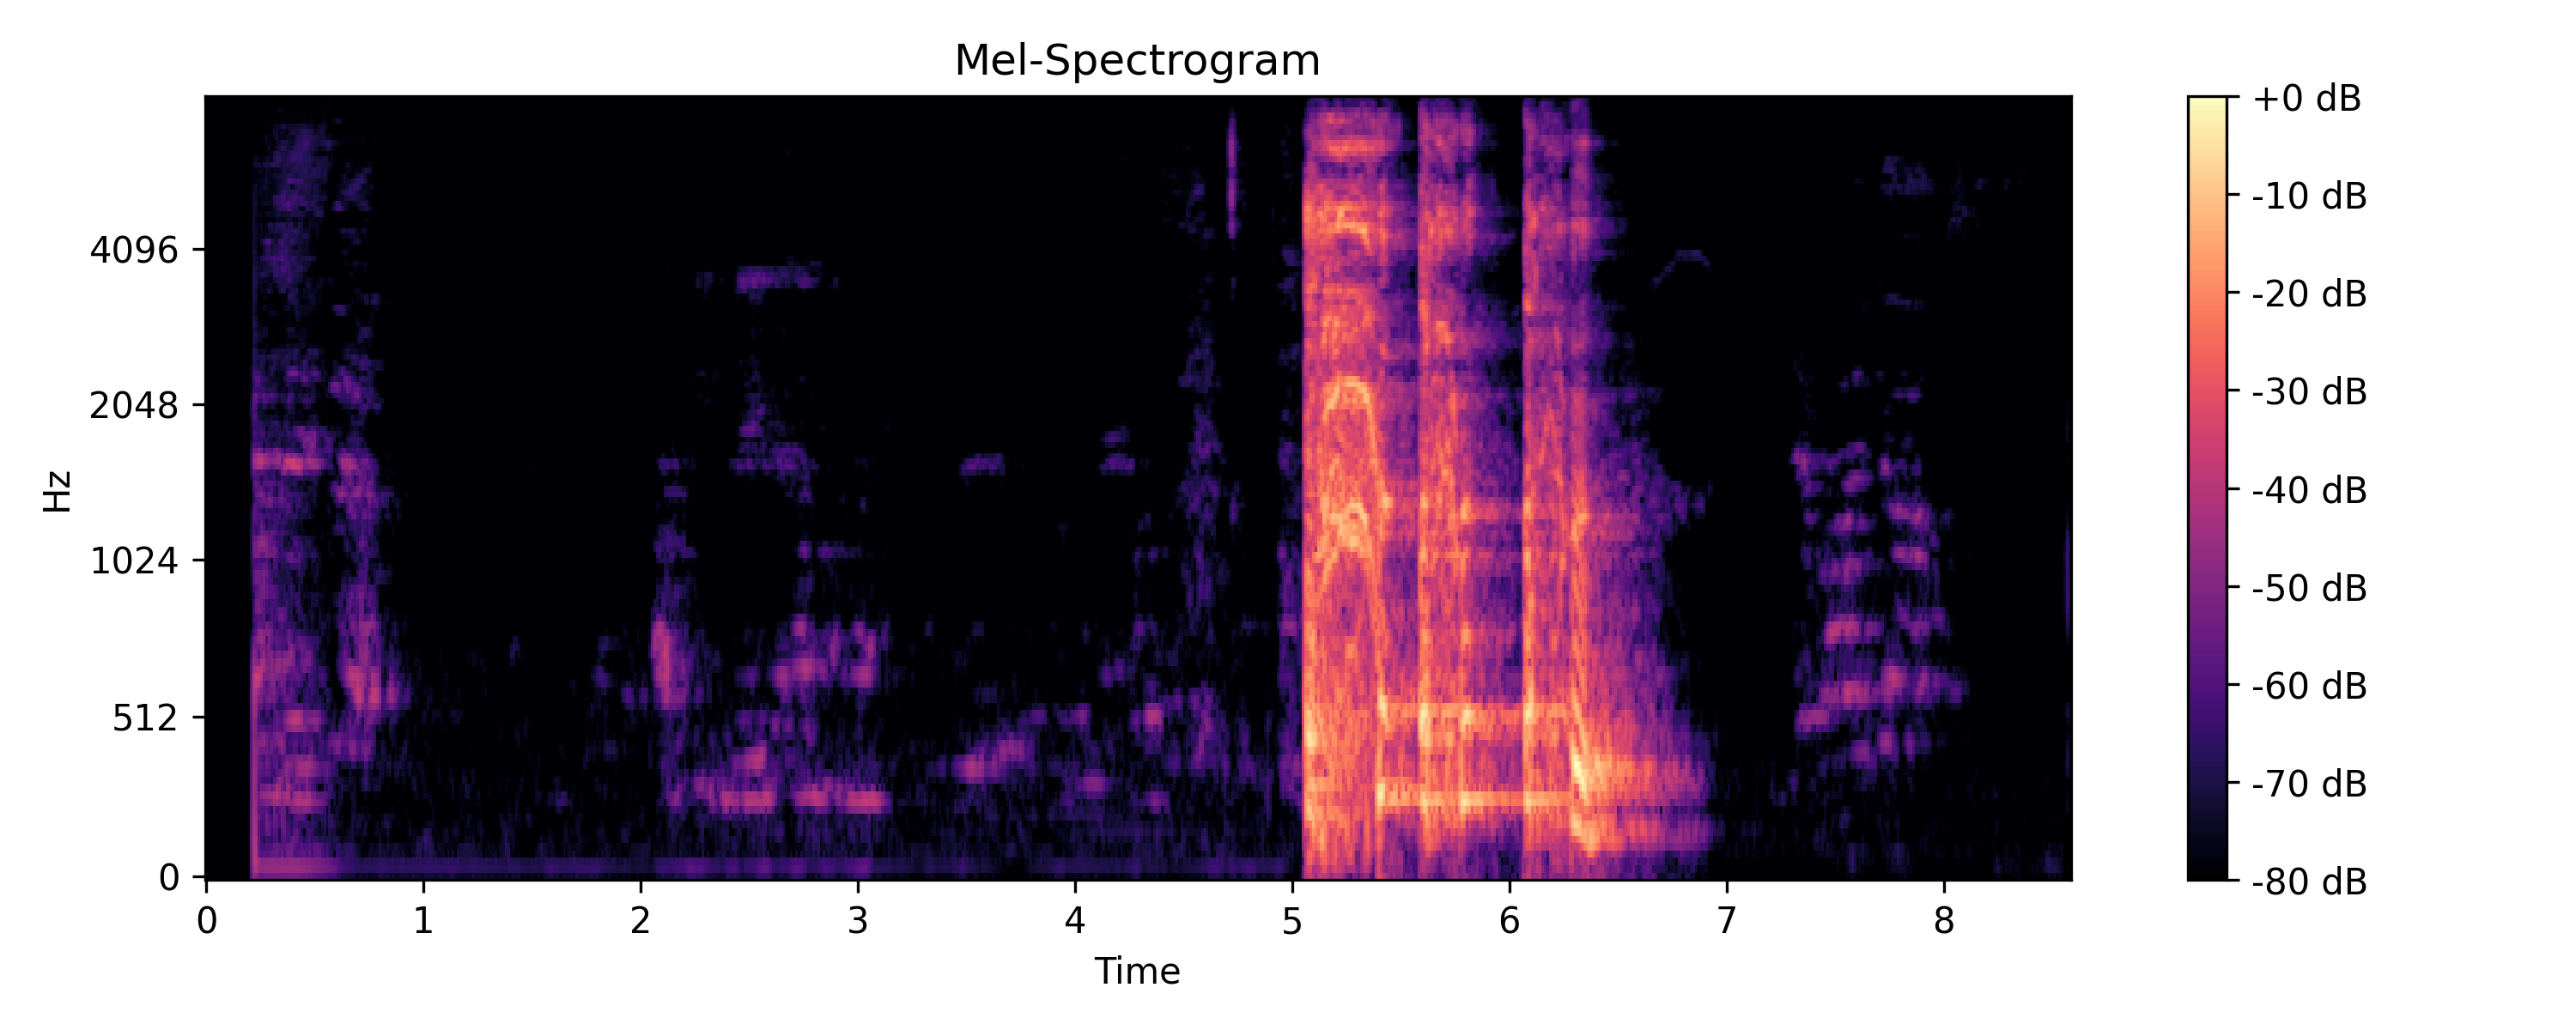 Mel-Spectrogram
Hz
4096
2048
1024
512
0
0 1 2 3 4 5 6 7 8
Time
+0 dB
-10 dB
-20 dB
-30 dB
-40 dB
-50 dB
-60 dB
-70 dB
-80 dB